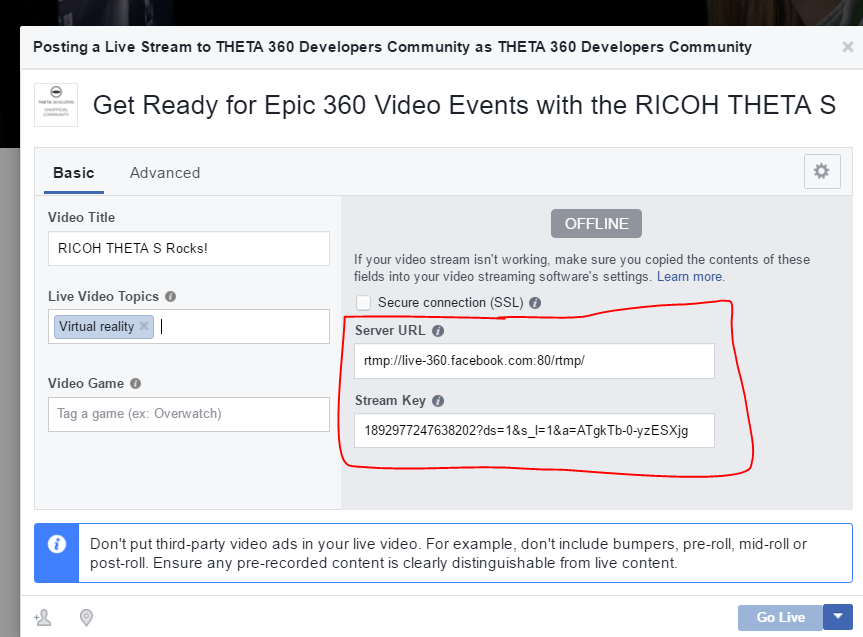 Posting a Live Stream to THETA 360 Developers Community as THETA 360 Developers Community
THETA DEVELOPERS
UNOFFICIAL
COMMUNITY
Get Ready for Epic 360 Video Events with the RICOH THETA S
Basic
Advanced
Video Title
RICOH THETA S Rocks!
Live Video Topics
Virtual reality
Video Game
Tag a game (ex: Overwatch)
OFFLINE
If your video stream isn't working, make sure you copied the contents of these
fields into your video streaming software's settings. Learn more.
Secure connection (SSL)
Server URL
rtmp://live-360.facebook.com:80/rtmp/
Stream Key
1892977247638202?ds=1&s_l=1&a=ATgkTb-0-yzESXjg
Don't put third-party video ads in your live video. For example, don't include bumpers, pre-roll, mid-roll or
post-roll. Ensure any pre-recorded content is clearly distinguishable from live content.
Go Live